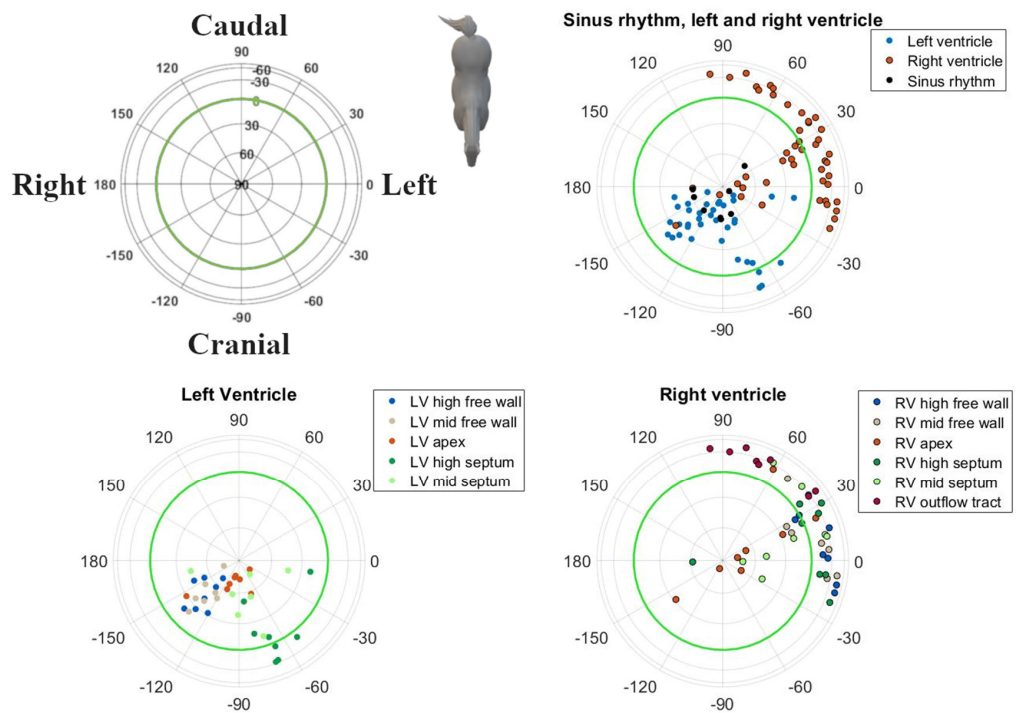 Caudal
90
120
-60
60
-30
150
0
30
30
60
Right 180
90
0 Left
-150
-30
-120
-60
-90
Cranial
Sinus rhythm, left and right ventricle
Left ventricle
Right ventricle
Sinus rhythm
90
120
60
150
30
180
0
-150
-30
-120
-60
-90
Left Ventricle
LV high free wall
LV mid free wall
LV apex
LV high septum
LV mid septum
90
120
60
150
30
180
0
-150
-30
-120
-60
-90
Right ventricle
RV high free wall
RV mid free wall
RV apex
RV high septum
RV mid septum
RV outflow tract
90
120
60
150
30
180
0
-150
-30
-120
-60
-90